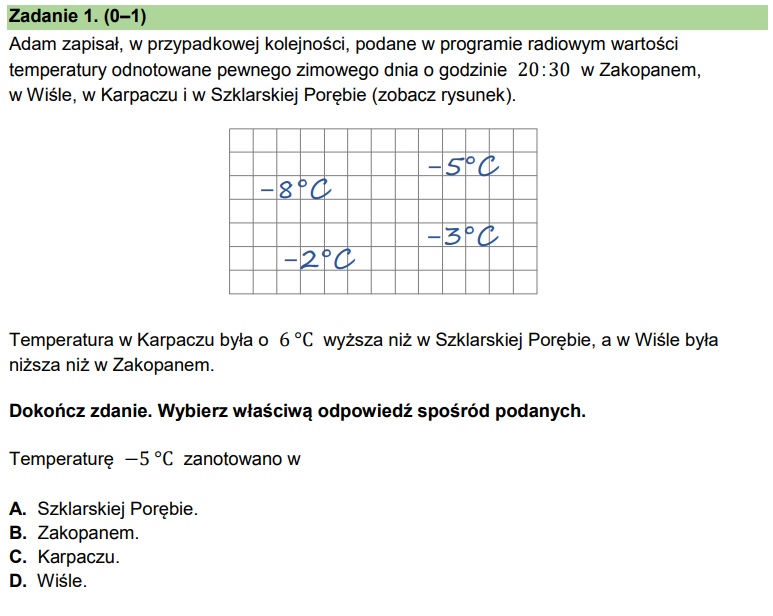 Zadanie 1. (0–1)
Adam zapisał, w przypadkowej kolejności, podane w programie radiowym wartości
temperatury odnotowane pewnego zimowego dnia o godzinie 20:30 w Zakopanem,
w Wiśle, w Karpaczu i w Szklarskiej Porębie (zobacz rysunek).
−5°C
−8°C
−3°C
−2°C
Temperatura w Karpaczu była o 6 °C wyższa niż w Szklarskiej Porębie, a w Wiśle była
niższa niż w Zakopanem.
Dokończ zdanie. Wybierz właściwą odpowiedź spośród podanych.
Temperaturę −5 °C zanotowano w
A. Szklarskiej Porębie.
B. Zakopanem.
C. Karpaczu.
D. Wiśle.